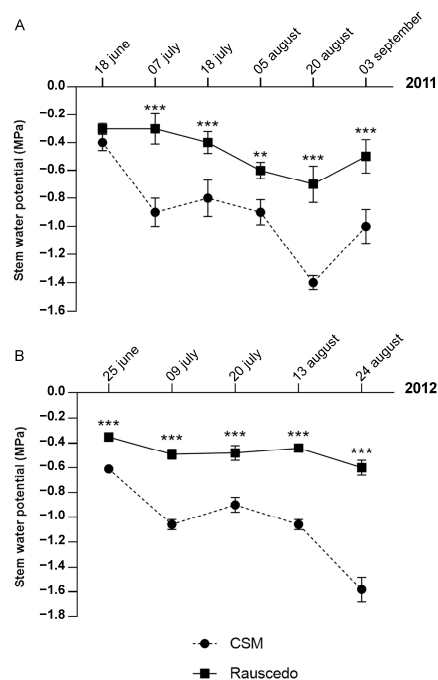 A
18 june
07 july
18 july
05 august
20 august
03 september
2011
0.0
−0.2
−0.4
−0.6
−0.8
−1.0
−1.2
−1.4
−1.6
Stem water potential (MPa)
***
***
**
***
***
B
25 june
09 july
20 july
13 august
24 august
2012
0.0
−0.2
−0.4
−0.6
−0.8
−1.0
−1.2
−1.4
−1.6
−1.8
Stem water potential (MPa)
***
***
***
***
***
CSM
Rauscedo